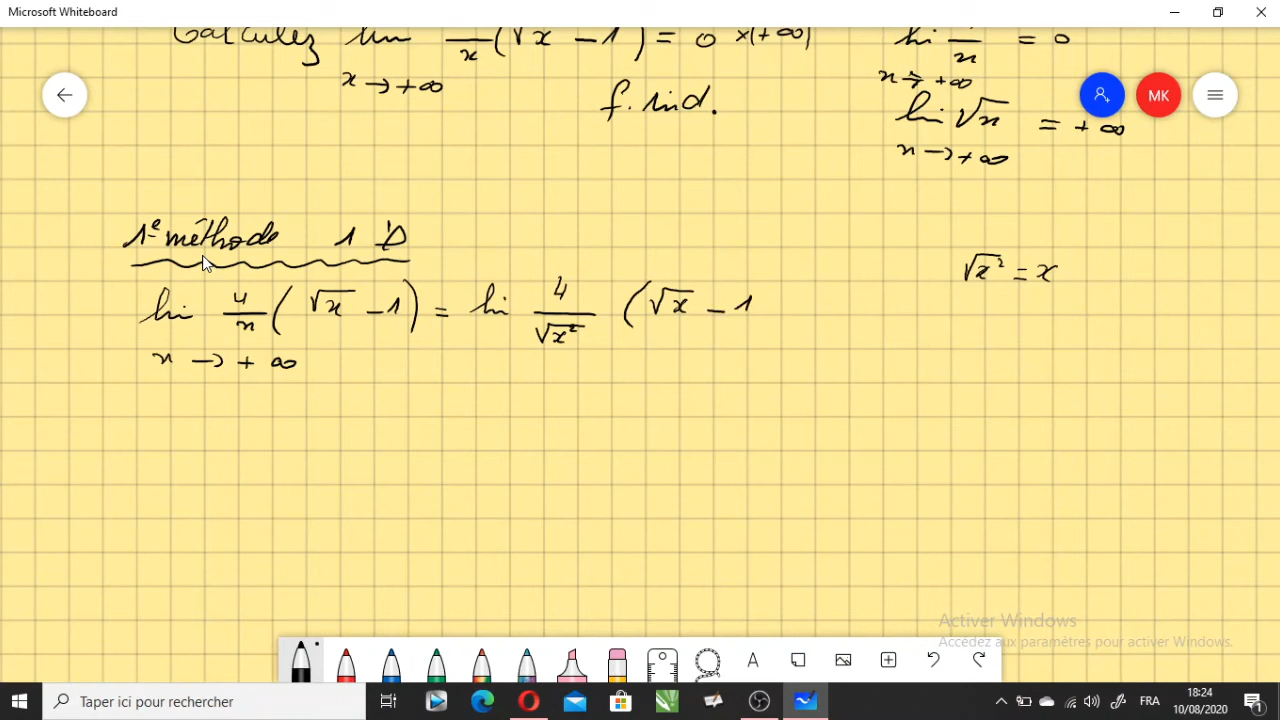 Microsoft Whiteboard
Calculez lim /x (√x - 1) = 0 x(+∞)
x → +∞
f. ind.
lim /x = 0
x → +∞
lim √x = + ∞
x → +∞
MK
1e méthode 1 D
lim 4/x (√x - 1) = lim 4/√x² (√x - 1
x → + ∞
√x² = x
Activer Windows
Accédez aux paramètres pour activer Windows.
A
Taper ici pour rechercher
FRA
18:24
10/08/2020
1